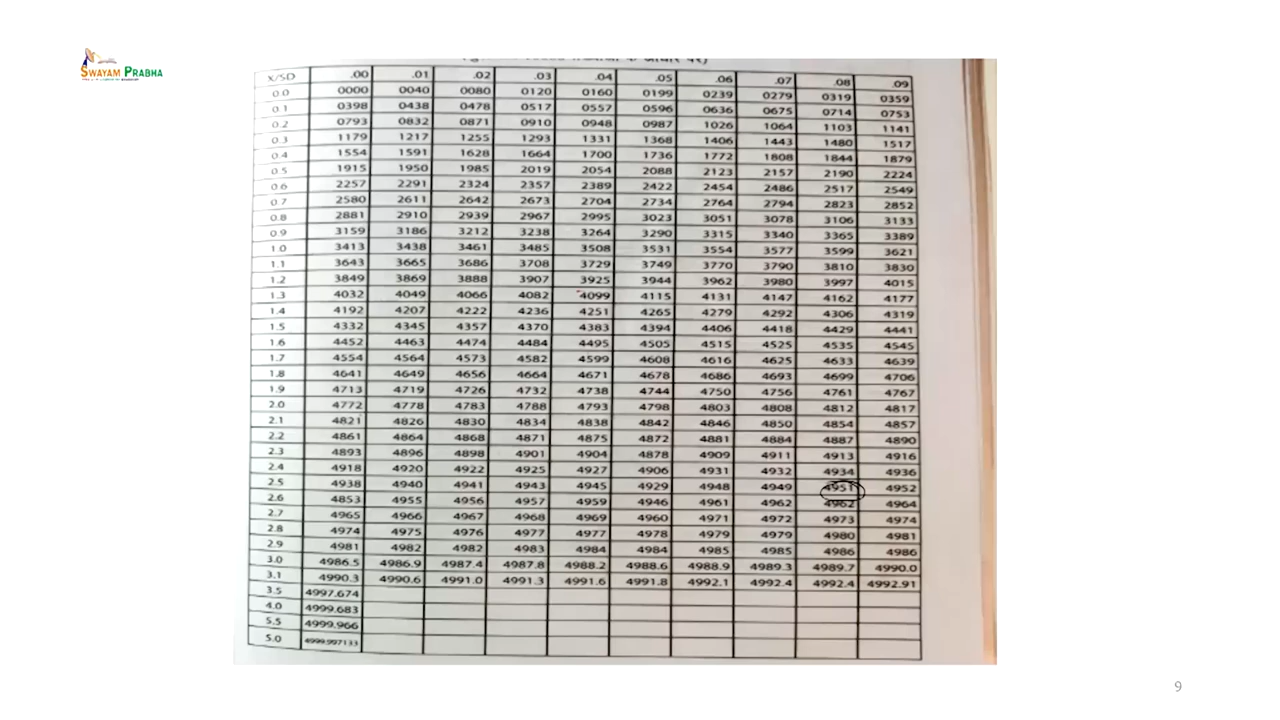 SWAYAM PRABHA
के आधार पर)
X/SD .00 .01 .02 .03 .04 .05 .06 .07 .08 .09
0.0 0000 0040 0080 0120 0160 0199 0239 0279 0319 0359
0.1 0398 0438 0478 0517 0557 0596 0636 0675 0714 0753
0.2 0793 0832 0871 0910 0948 0987 1026 1064 1103 1141
0.3 1179 1217 1255 1293 1331 1368 1406 1443 1480 1517
0.4 1554 1591 1628 1664 1700 1736 1772 1808 1844 1879
0.5 1915 1950 1985 2019 2054 2088 2123 2157 2190 2224
0.6 2257 2291 2324 2357 2389 2422 2454 2486 2517 2549
0.7 2580 2611 2642 2673 2704 2734 2764 2794 2823 2852
0.8 2881 2910 2939 2967 2995 3023 3051 3078 3106 3133
0.9 3159 3186 3212 3238 3264 3290 3315 3340 3365 3389
1.0 3413 3438 3461 3485 3508 3531 3554 3577 3599 3621
1.1 3643 3665 3686 3708 3729 3749 3770 3790 3810 3830
1.2 3849 3869 3888 3907 3925 3944 3962 3980 3997 4015
1.3 4032 4049 4066 4082 4099 4115 4131 4147 4162 4177
1.4 4192 4207 4222 4236 4251 4265 4279 4292 4306 4319
1.5 4332 4345 4357 4370 4383 4394 4406 4418 4429 4441
1.6 4452 4463 4474 4484 4495 4505 4515 4525 4535 4545
1.7 4554 4564 4573 4582 4599 4608 4616 4625 4633 4639
1.8 4641 4649 4656 4664 4671 4678 4686 4693 4699 4706
1.9 4713 4719 4726 4732 4738 4744 4750 4756 4761 4767
2.0 4772 4778 4783 4788 4793 4798 4803 4808 4812 4817
2.1 4821 4826 4830 4834 4838 4842 4846 4850 4854 4857
2.2 4861 4864 4868 4871 4875 4872 4881 4884 4887 4890
2.3 4893 4896 4898 4901 4904 4878 4909 4911 4913 4916
2.4 4918 4920 4922 4925 4927 4906 4931 4932 4934 4936
2.5 4938 4940 4941 4943 4945 4929 4948 4949 4951 4952
2.6 4853 4955 4956 4957 4959 4946 4961 4962 4962 4964
2.7 4965 4966 4967 4968 4969 4960 4971 4972 4973 4974
2.8 4974 4975 4976 4977 4977 4978 4979 4979 4980 4981
2.9 4981 4982 4982 4983 4984 4984 4985 4985 4986 4986
3.0 4986.5 4986.9 4987.4 4987.8 4988.2 4988.6 4988.9 4989.3 4989.7 4990.0
3.1 4990.3 4990.6 4991.0 4991.3 4991.6 4991.8 4992.1 4992.4 4992.4 4992.91
3.5 4997.674
4.0 4999.683
5.5 4999.966
5.0 4999.997133
9